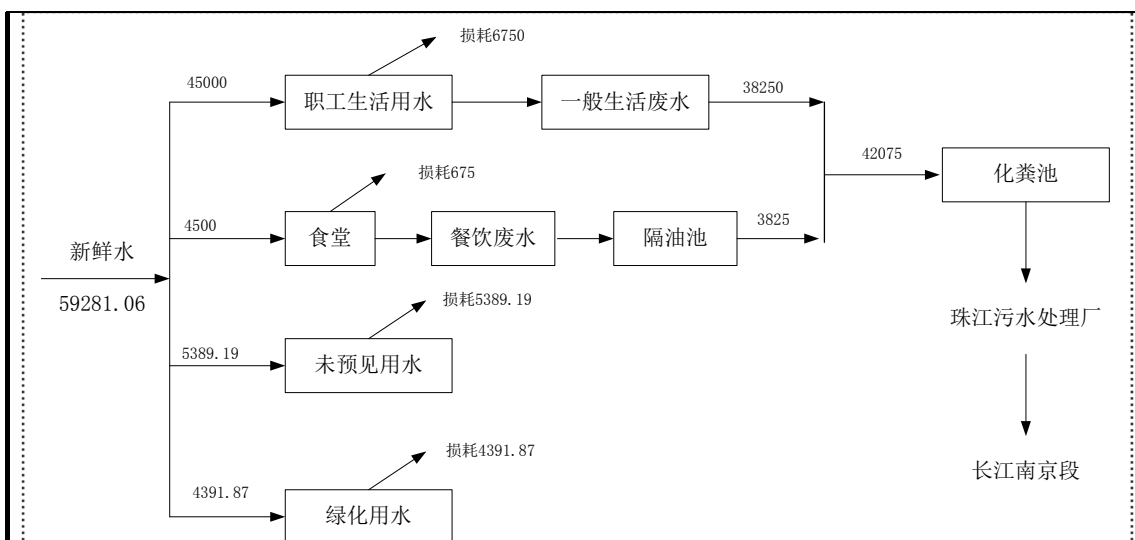 损耗6750
45000
职工生活用水
一般生活废水
38250
42075
化粪池
损耗675
4500
食堂
餐饮废水
隔油池
3825
新鲜水
59281.06
损耗5389.19
5389.19
未预见用水
珠江污水处理厂
损耗4391.87
4391.87
绿化用水
长江南京段